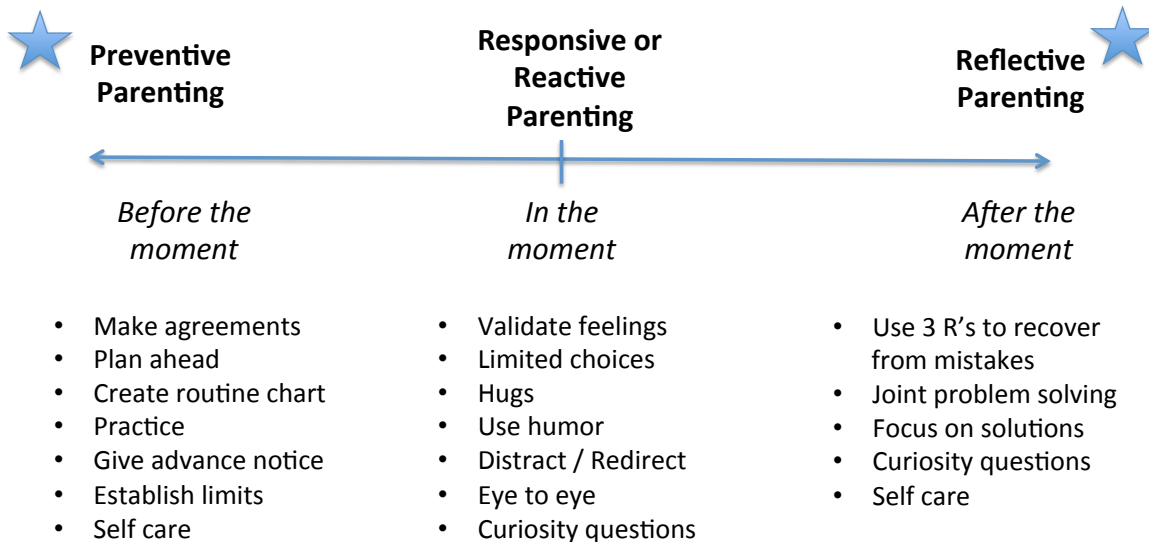 Preventive
Parenting
Responsive or
Reactive
Parenting
Reflective
Parenting
Before the
moment
In the
moment
After the
moment
• Make agreements
• Plan ahead
• Create routine chart
• Practice
• Give advance notice
• Establish limits
• Self care
• Validate feelings
• Limited choices
• Hugs
• Use humor
• Distract / Redirect
• Eye to eye
• Curiosity questions
• Use 3 R's to recover
from mistakes
• Joint problem solving
• Focus on solutions
• Curiosity questions
• Self care